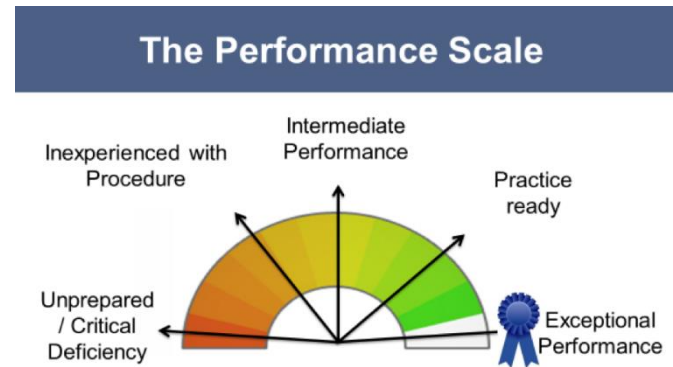 The Performance Scale
Intermediate
Performance
Inexperienced with
Procedure
Practice
ready
Unprepared
/ Critical
Deficiency
Exceptional
Performance